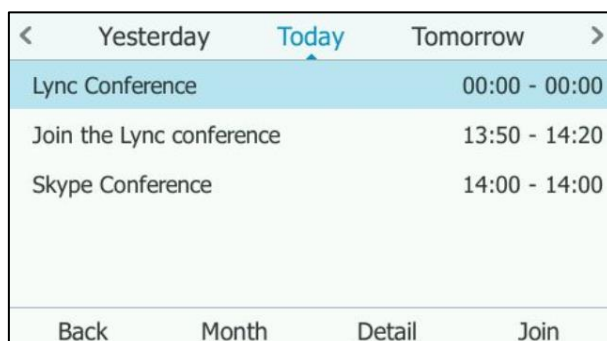 < Yesterday Today Tomorrow >
Lync Conference 00:00 - 00:00
Join the Lync conference 13:50 - 14:20
Skype Conference 14:00 - 14:00
Back Month Detail Join